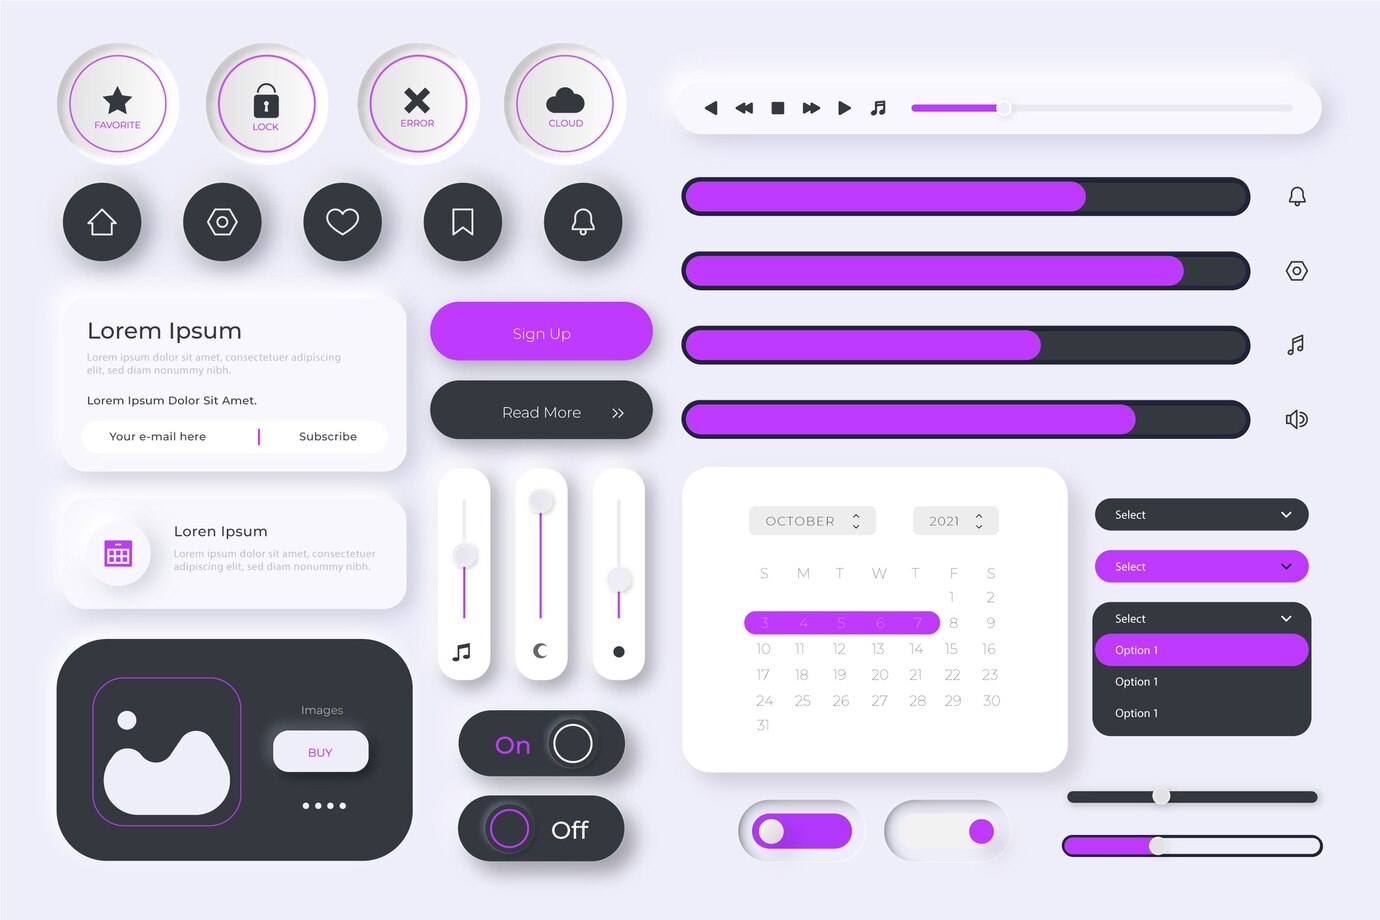 FAVORITE
LOCK
ERROR
CLOUD
Lorem Ipsum
Lorem ipsum dolor sit amet, consectetuer adipiscing
elit, sed diam nonummy nibh.
Lorem Ipsum Dolor Sit Amet.
Your e-mail here
Subscribe
Sign Up
Read More
Loren Ipsum
Lorem ipsum dolor sit amet, consectetuer
adipiscing elit, sed diam nonummy nibh.
Images
BUY
On
Off
OCTOBER 2021
S M T W T F S
1 2
3 4 5 6 7 8 9
10 11 12 13 14 15 16
17 18 19 20 21 22 23
24 25 26 27 28 29 30
31
Select
Select
Select
Option 1
Option 1
Option 1